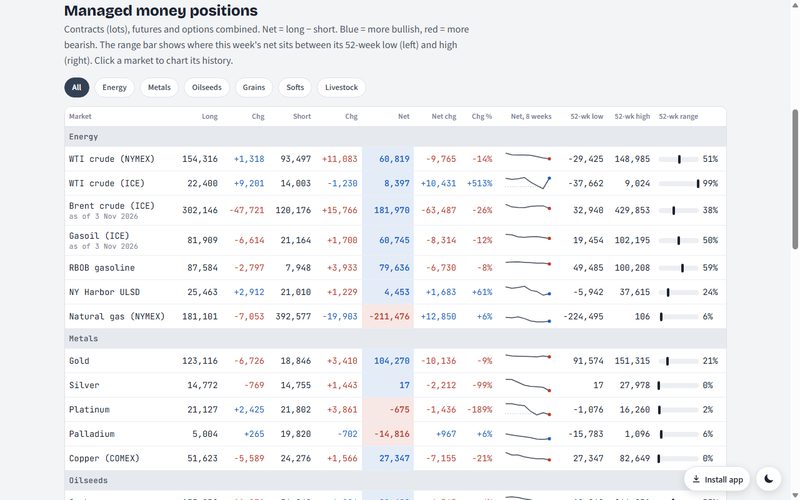 Managed money positions
Contracts (lots), futures and options combined. Net = long − short. Blue = more bullish, red = more
bearish. The range bar shows where this week's net sits between its 52-week low (left) and high
(right). Click a market to chart its history.
All Energy Metals Oilseeds Grains Softs Livestock
Market Long Chg Short Chg Net Net chg Chg % Net, 8 weeks 52-wk low 52-wk high 52-wk range
Energy
WTI crude (NYMEX) 154,316 +1,318 93,497 +11,083 60,819 -9,765 -14% -29,425 148,985 51%
WTI crude (ICE) 22,400 +9,201 14,003 -1,230 8,397 +10,431 +513% -37,662 9,024 99%
Brent crude (ICE) 302,146 -47,721 120,176 +15,766 181,970 -63,487 -26% 32,940 429,853 38%
as of 3 Nov 2026
Gasoil (ICE) 81,909 -6,614 21,164 +1,700 60,745 -8,314 -12% 19,454 102,195 50%
as of 3 Nov 2026
RBOB gasoline 87,584 -2,797 7,948 +3,933 79,636 -6,730 -8% 49,485 100,208 59%
NY Harbor ULSD 25,463 +2,912 21,010 +1,229 4,453 +1,683 +61% -5,942 37,615 24%
Natural gas (NYMEX) 181,101 -7,053 392,577 -19,903 -211,476 +12,850 +6% -224,495 106 6%
Metals
Gold 123,116 -6,726 18,846 +3,410 104,270 -10,136 -9% 91,574 151,315 21%
Silver 14,772 -769 14,755 +1,443 17 -2,212 -99% 17 27,978 0%
Platinum 21,127 +2,425 21,802 +3,861 -675 -1,436 -189% -1,076 16,260 2%
Palladium 5,004 +265 19,820 -702 -14,816 +967 +6% -15,783 1,096 6%
Copper (COMEX) 51,623 -5,589 24,276 +1,566 27,347 -7,155 -21% 27,347 82,649 0%
Oilseeds
Install app